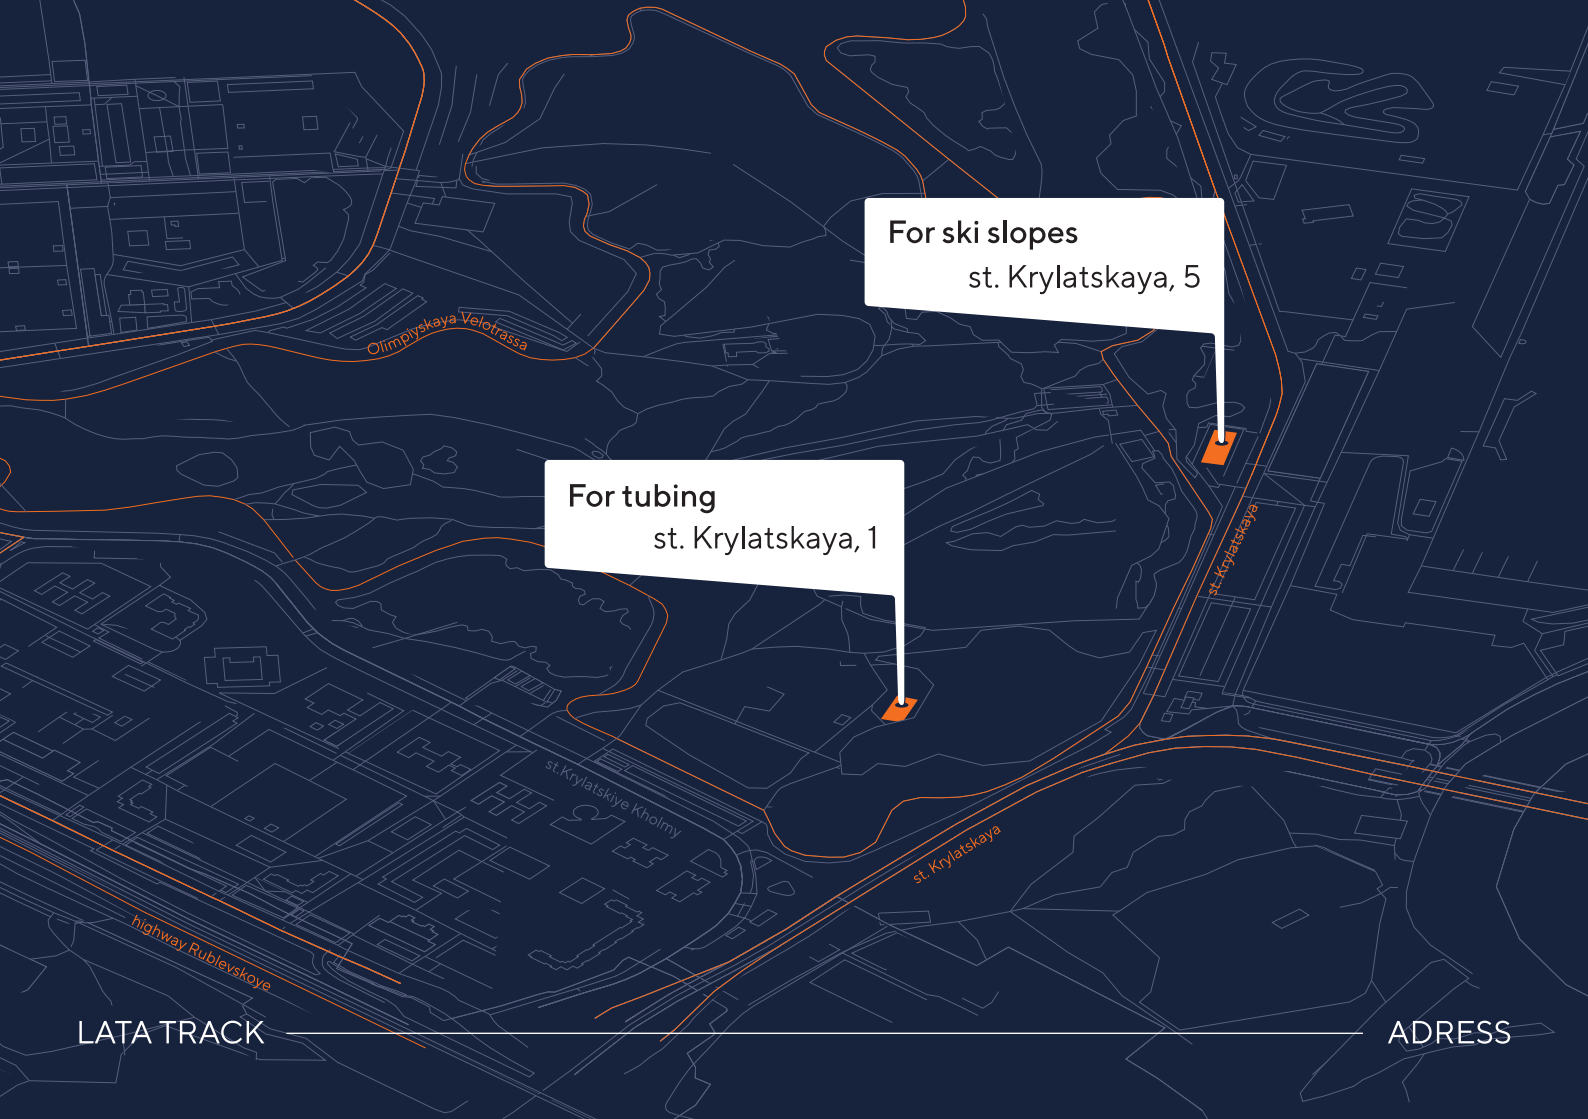 For ski slopes
st. Krylatskaya, 5
Olimpiyskaya Velotrassa
For tubing
st. Krylatskaya, 1
st. Krylatskaya
st.Krylatskiye Kholmy
st. Krylatskaya
highway Rublevskoye
LATA TRACK
ADRESS